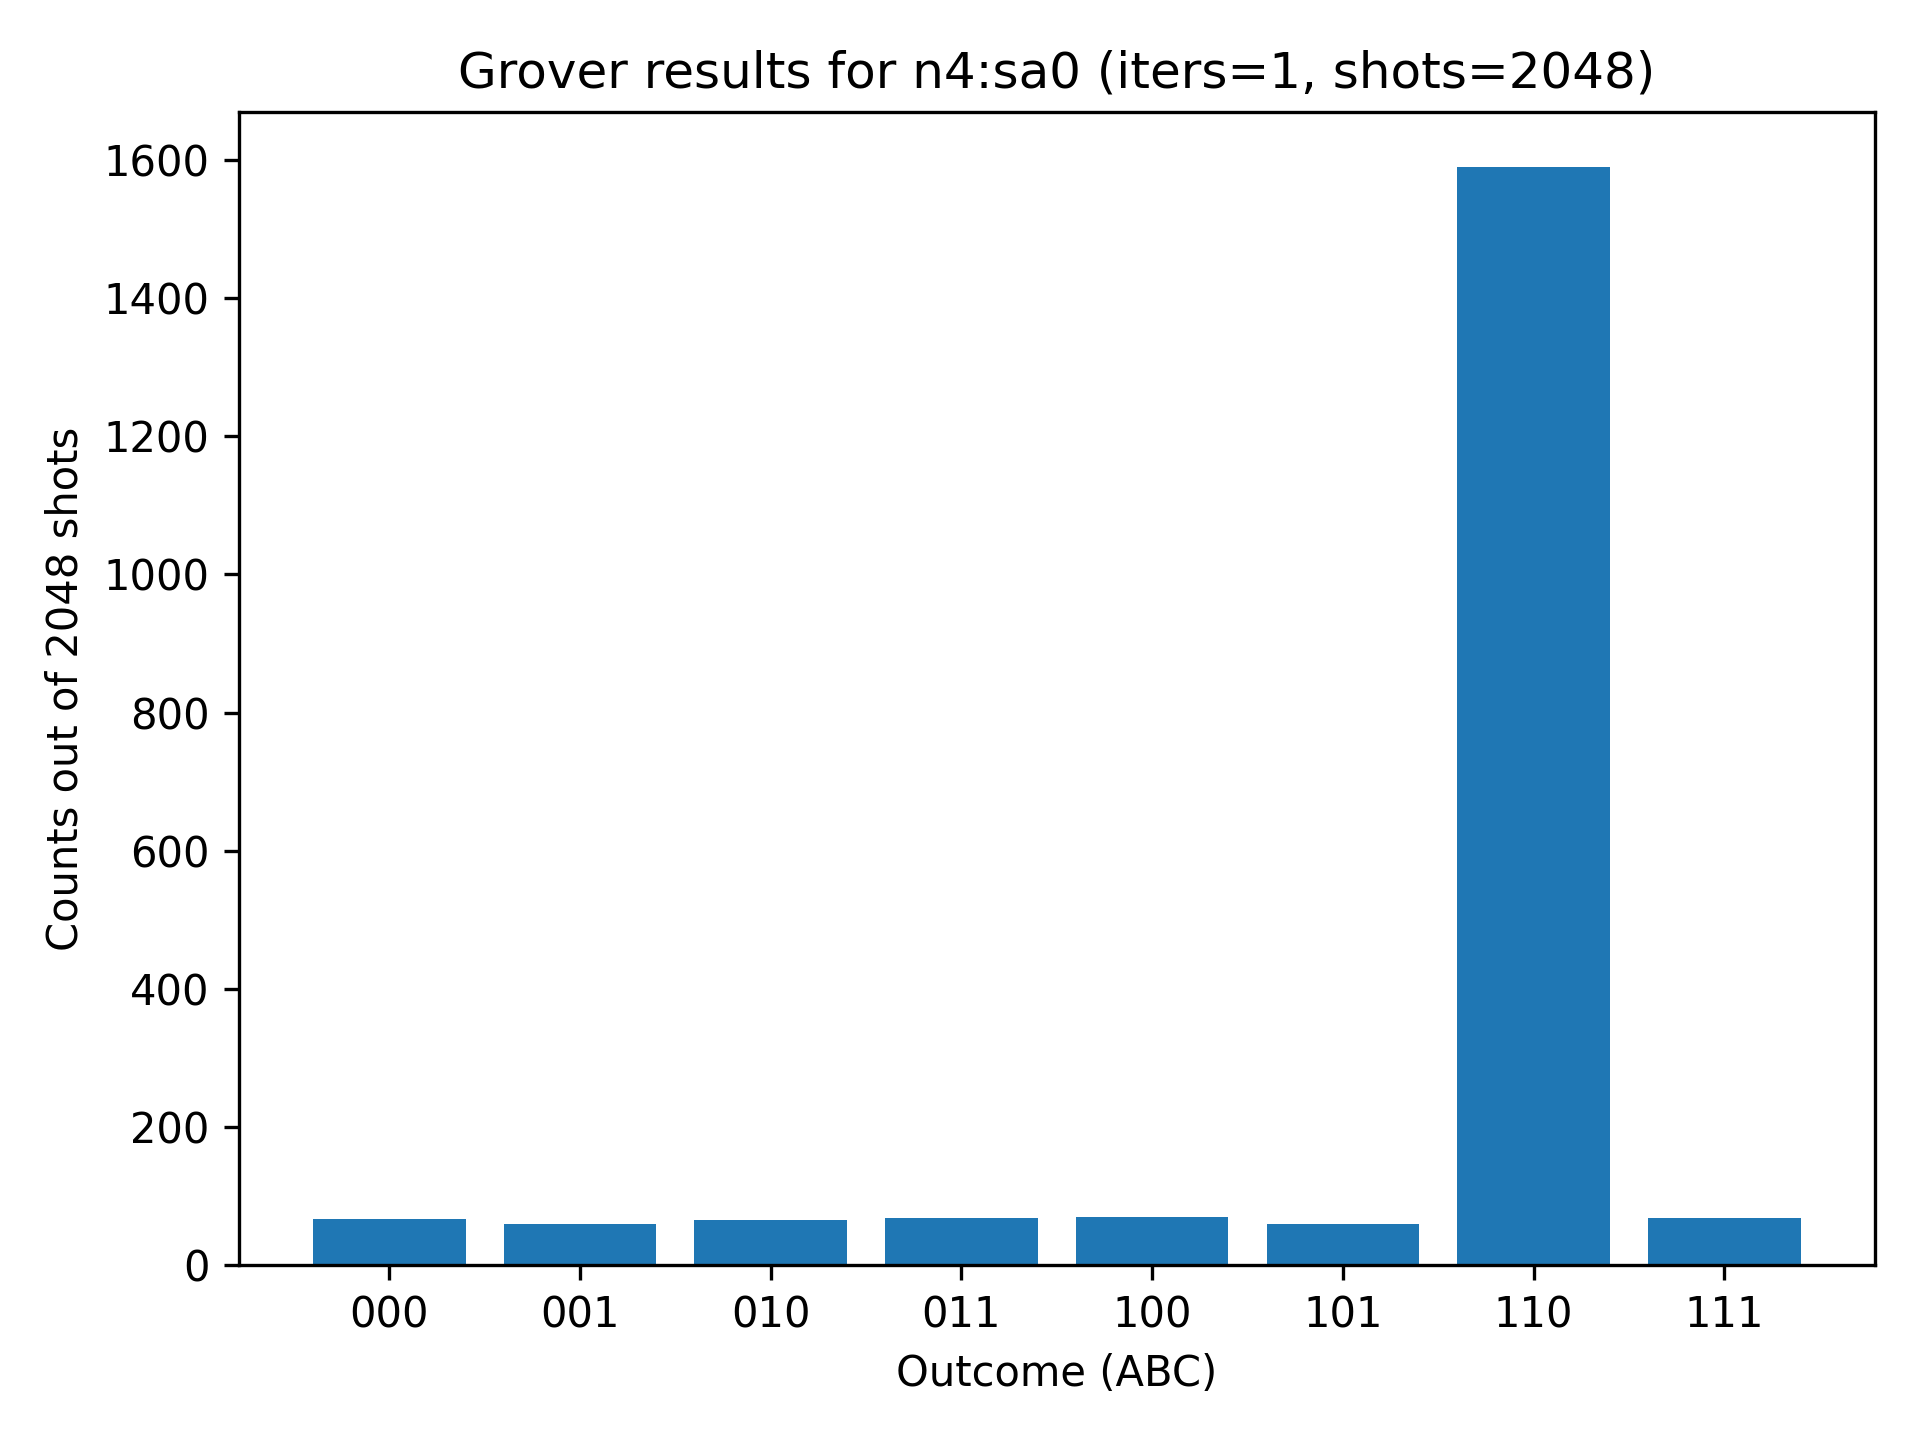 Grover results for n4:sa0 (iters=1, shots=2048)
1600
1400
1200
1000
800
600
400
200
0
Counts out of 2048 shots
000 001 010 011 100 101 110 111
Outcome (ABC)